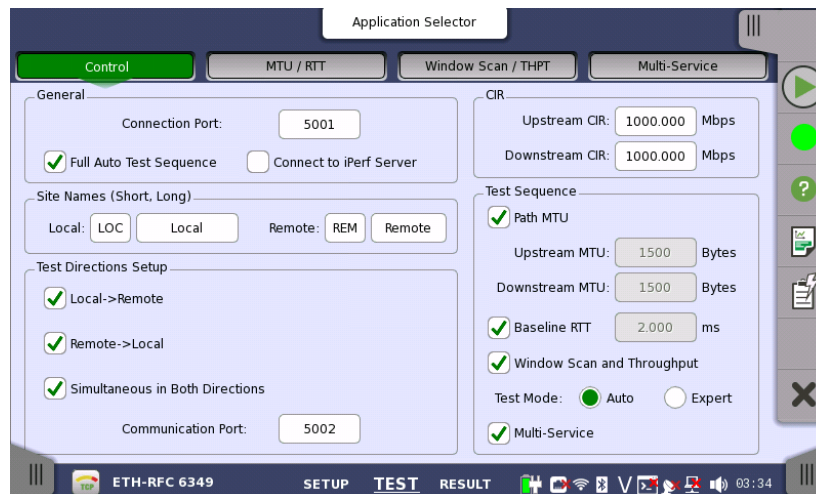 Application Selector
Control MTU / RTT Window Scan / THPT Multi-Service
General
Connection Port: 5001
Full Auto Test Sequence Connect to iPerf Server
Site Names (Short, Long)
Local: LOC Local Remote: REM Remote
Test Directions Setup
Local->Remote
Remote->Local
Simultaneous in Both Directions
Communication Port: 5002
CIR
Upstream CIR: 1000.000 Mbps
Downstream CIR: 1000.000 Mbps
Test Sequence
Path MTU
Upstream MTU: 1500 Bytes
Downstream MTU: 1500 Bytes
Baseline RTT 2.000 ms
Window Scan and Throughput
Test Mode: Auto Expert
Multi-Service
TCP ETH-RFC 6349 SETUP TEST RESULT V 03:34